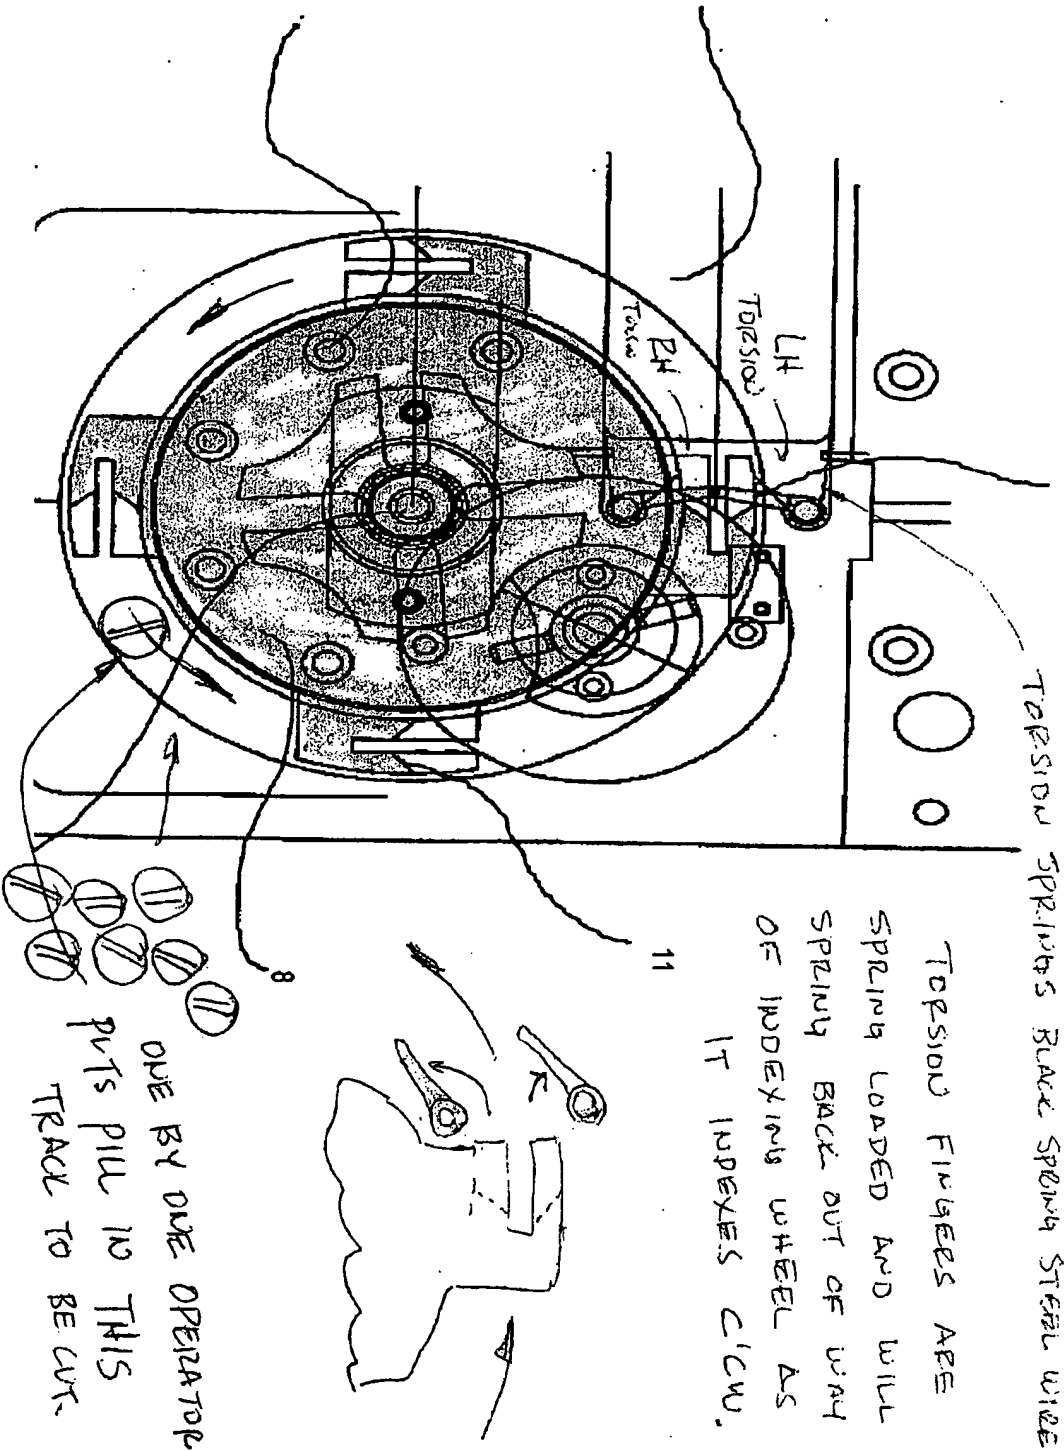 TORSION SPRINGS BLACK SPRING STEEL WIRE
TORSION FINGERS ARE
SPRING LOADED AND WILL
SPRING BACK OUT OF WAY
OF INDEXING WHEEL AS
IT INDEXES C'CW.
LH
TORSION
RH
TORSION
11
8
ONE BY ONE OPERATOR
PUTS PILL IN THIS
TRACK TO BE CUT.